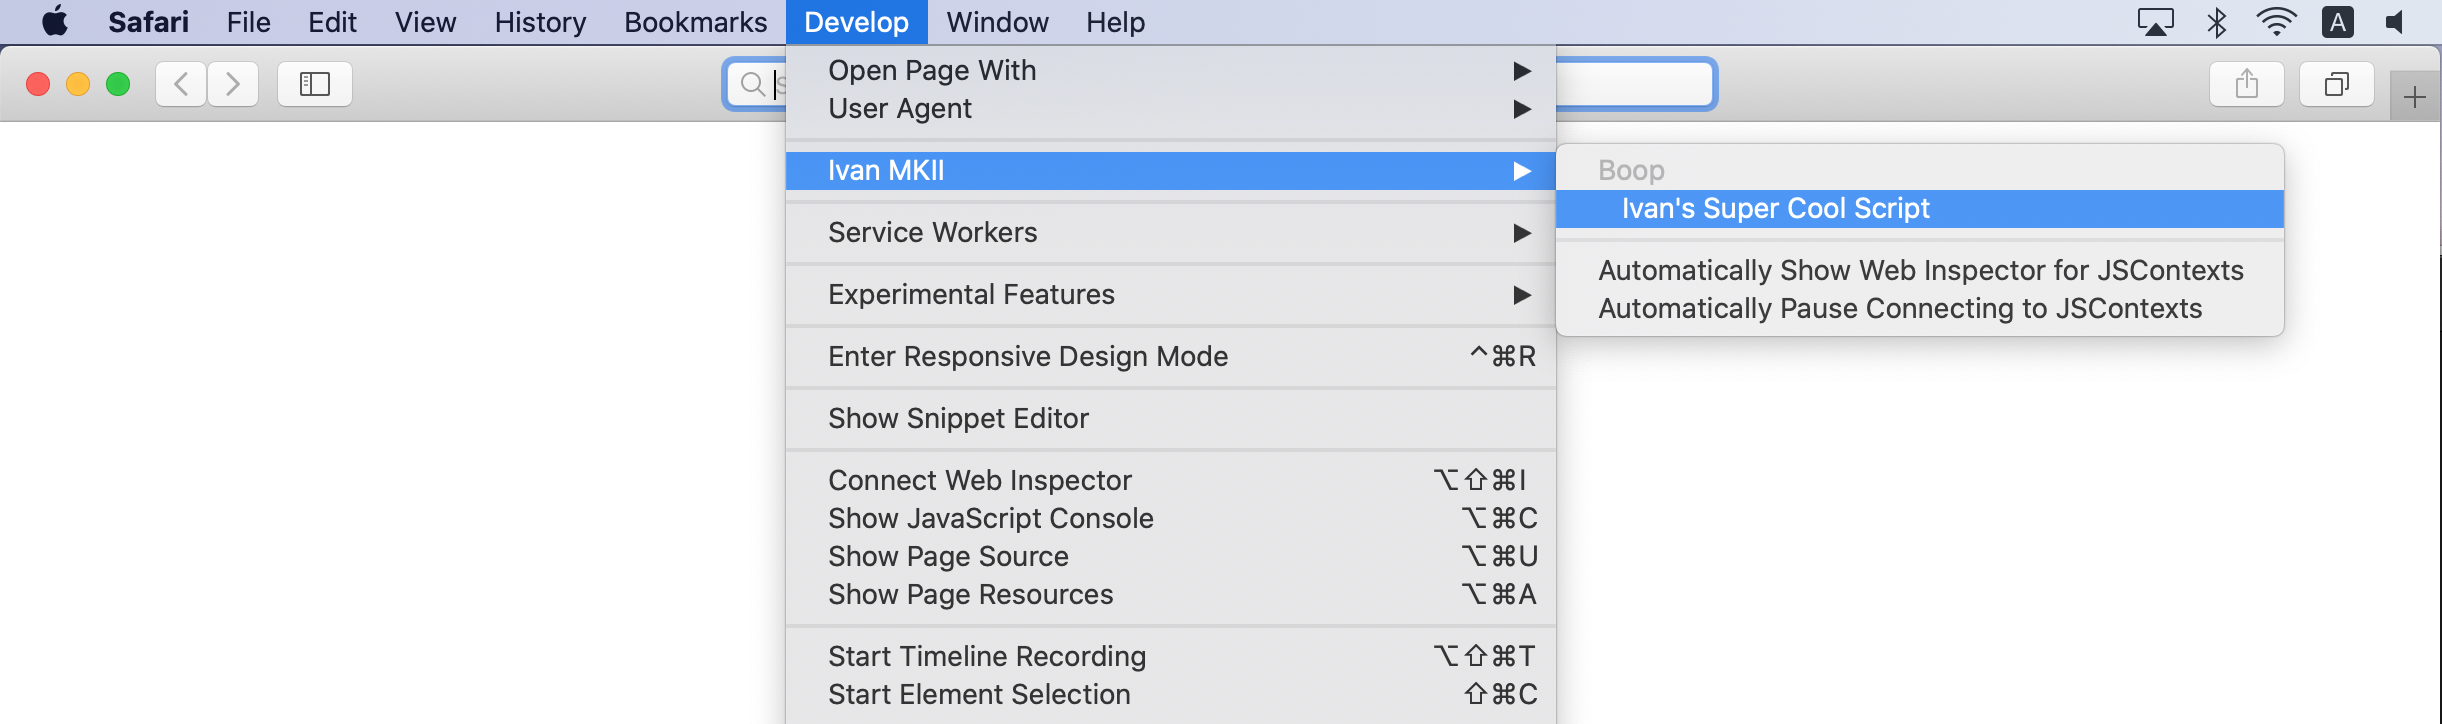 Safari File Edit View History Bookmarks Develop Window Help A
Open Page With ▶
User Agent ▶
Ivan MKII ▶
Boop
Ivan's Super Cool Script
Automatically Show Web Inspector for JSContexts
Automatically Pause Connecting to JSContexts
Service Workers ▶
Experimental Features ▶
Enter Responsive Design Mode ^⌘R
Show Snippet Editor
Connect Web Inspector ⌥⇧⌘I
Show JavaScript Console ⌥⌘C
Show Page Source ⌥⌘U
Show Page Resources ⌥⌘A
Start Timeline Recording ⌥⇧⌘T
Start Element Selection ⇧⌘C